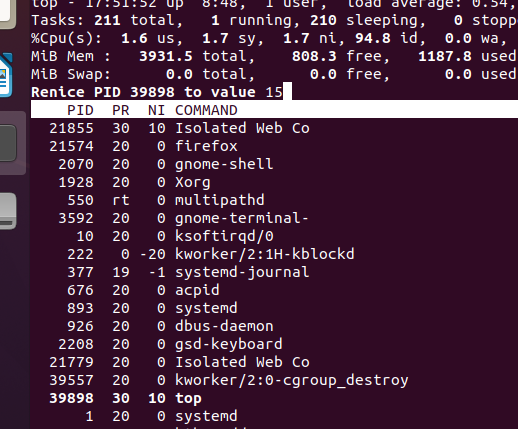 top - 17:51:52 up 8:48, 1 user, load average: 0.54,
Tasks: 211 total, 1 running, 210 sleeping, 0 stopp
%Cpu(s): 1.6 us, 1.7 sy, 1.7 ni, 94.8 id, 0.0 wa,
MiB Mem : 3931.5 total, 808.3 free, 1187.8 used
MiB Swap: 0.0 total, 0.0 free, 0.0 used
Renice PID 39898 to value 15
PID PR NI COMMAND
21855 30 10 Isolated Web Co
21574 20 0 firefox
2070 20 0 gnome-shell
1928 20 0 Xorg
550 rt 0 multipathd
3592 20 0 gnome-terminal-
10 20 0 ksoftirqd/0
222 0 -20 kworker/2:1H-kblockd
377 19 -1 systemd-journal
676 20 0 acpid
893 20 0 systemd
926 20 0 dbus-daemon
2208 20 0 gsd-keyboard
21779 20 0 Isolated Web Co
39557 20 0 kworker/2:0-cgroup_destroy
39898 30 10 top
1 20 0 systemd